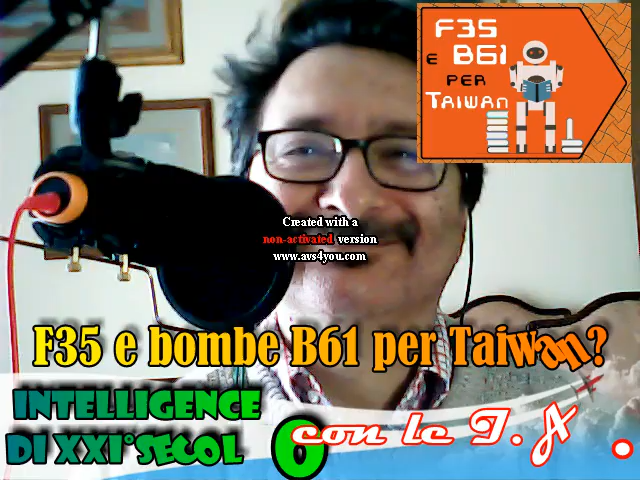 F35
E B61
PER
TAIWAN
Created with a
non-activated version
www.avs4you.com
F35 e bombe B61 per Taiwan?
INTELLIGENCE
DI XXI°SECOL
O con le I.A.